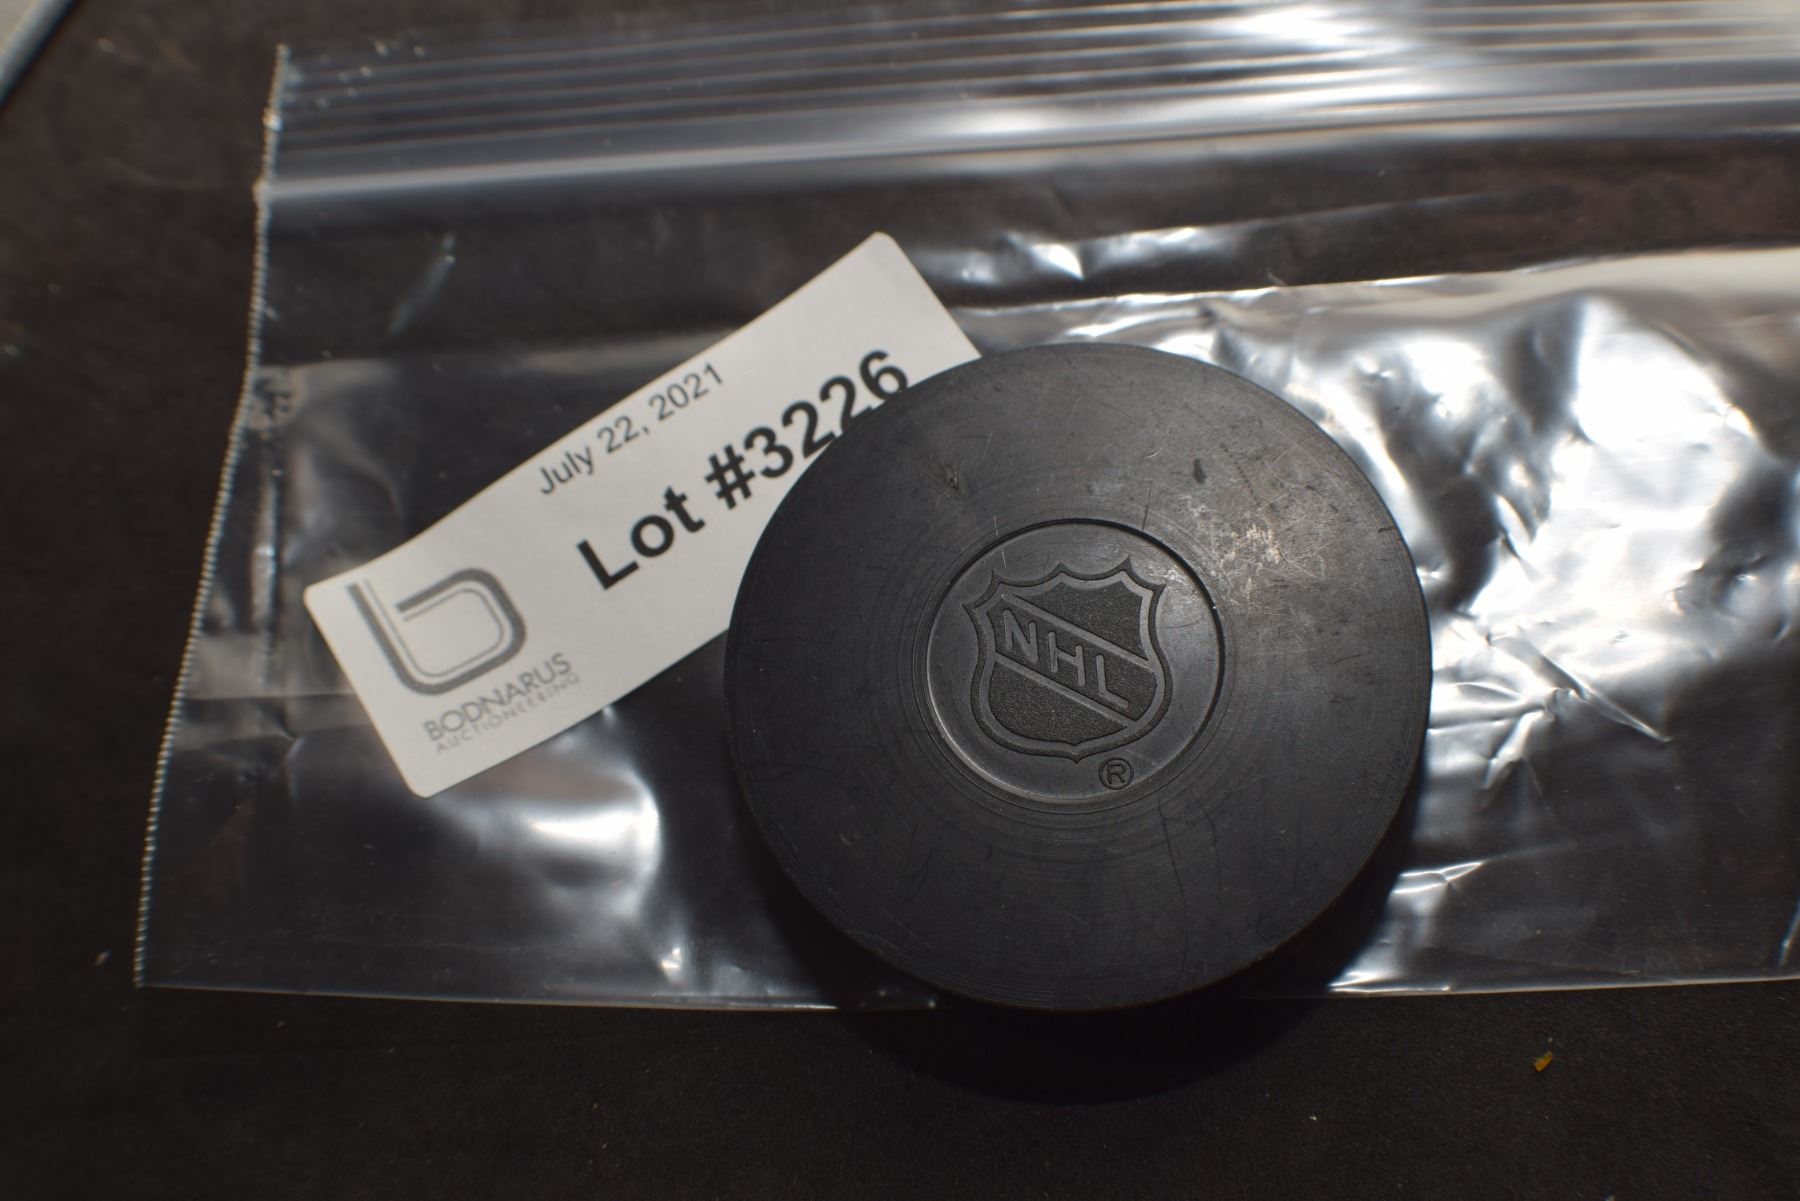 July 22, 2021
Lot #3226
BODNARUS
AUCTIONEERING
NHL
®